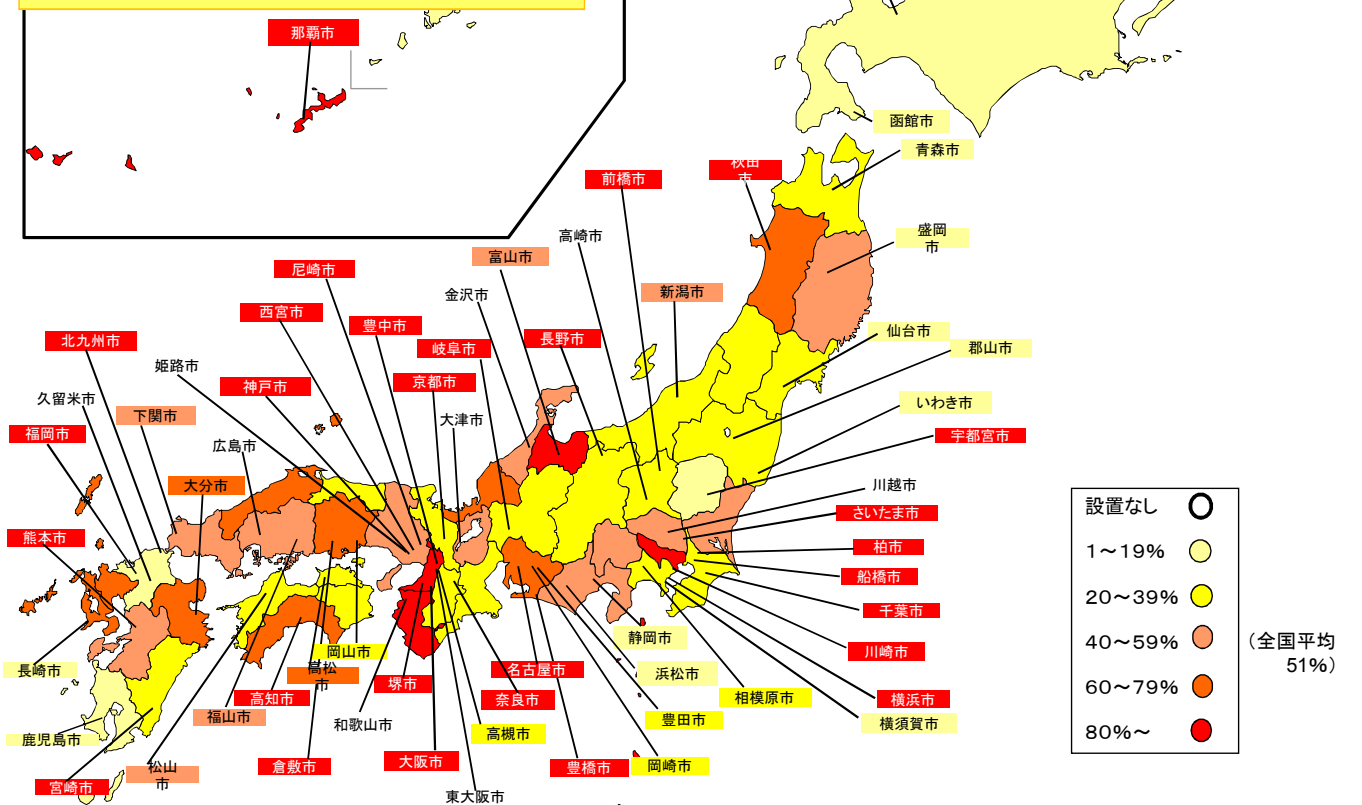 那覇市
函館市
青森市
秋田
市
前橋市
盛岡
市
高崎市
富山市
尼崎市
新潟市
金沢市
西宮市
豊中市
仙台市
長野市
北九州市
岐阜市
郡山市
姫路市
神戸市
京都市
久留米市
いわき市
下関市
大津市
福岡市
宇都宮市
広島市
大分市
川越市
さいたま市
熊本市
柏市
船橋市
千葉市
静岡市
岡山市
川崎市
長崎市
高松
市
名古屋市
浜松市
堺市
高知市
奈良市
相模原市
横浜市
福山市
豊田市
和歌山市
横須賀市
高槻市
鹿児島市
大阪市
倉敷市
豊橋市
岡崎市
松山
市
宮崎市
東大阪市
設置なし
1～19%
20～39%
40～59%
60～79%
80%～
(全国平均
51%)